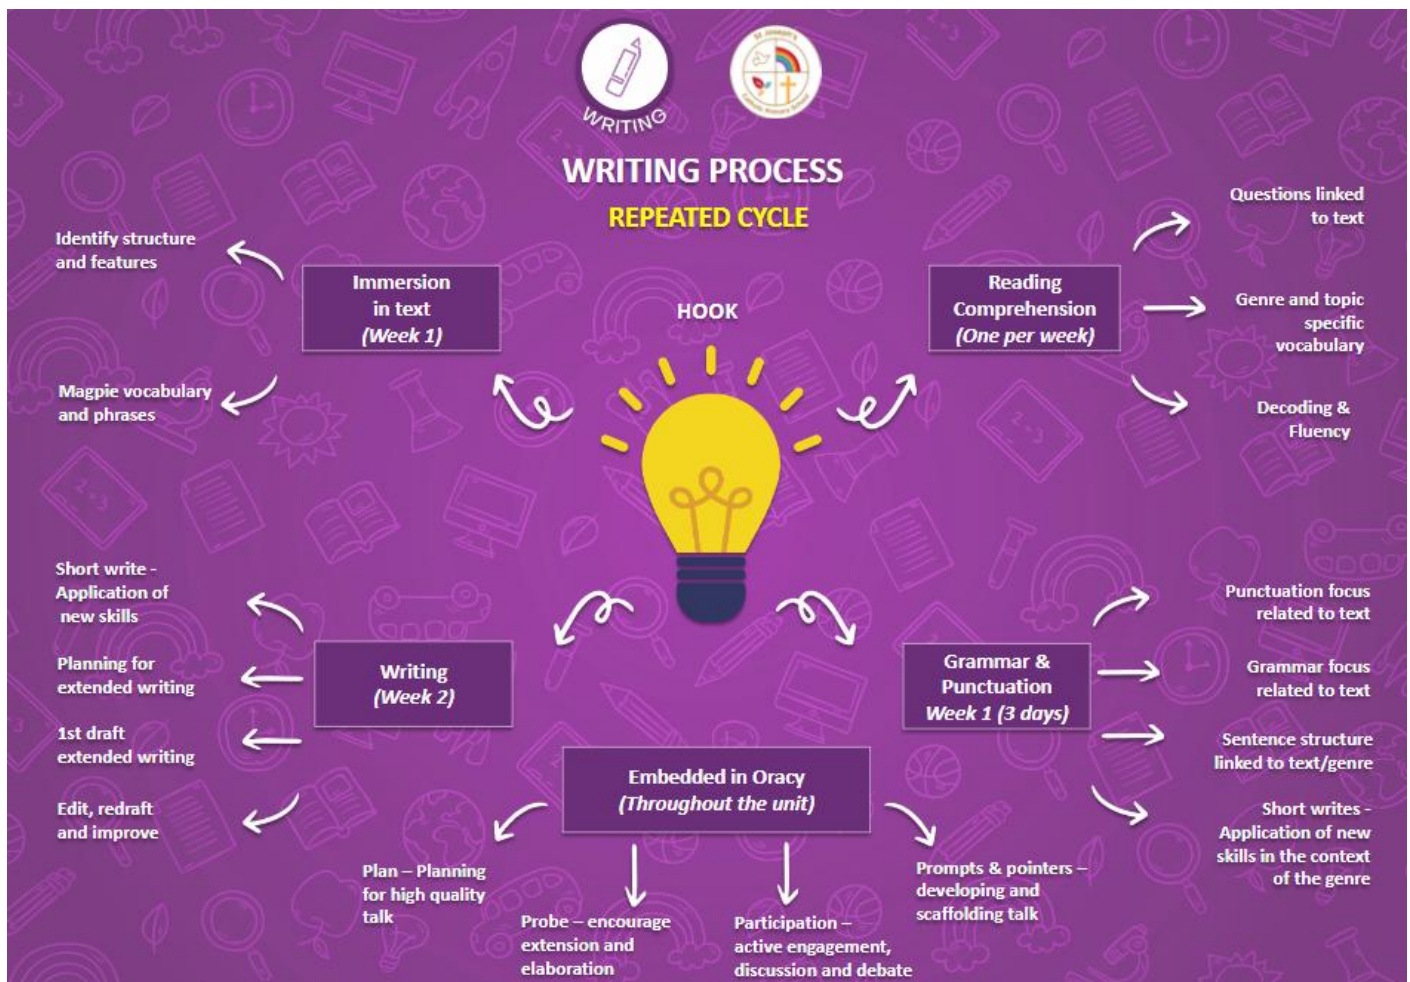 WRITING
St Joseph's
Catholic Primary School
WRITING PROCESS
REPEATED CYCLE
HOOK
Immersion
in text
(Week 1)
Identify structure
and features
Magpie vocabulary
and phrases
Reading
Comprehension
(One per week)
Questions linked
to text
Genre and topic
specific
vocabulary
Decoding &
Fluency
Writing
(Week 2)
Short write -
Application of
new skills
Planning for
extended writing
1st draft
extended writing
Edit, redraft
and improve
Grammar &
Punctuation
Week 1 (3 days)
Punctuation focus
related to text
Grammar focus
related to text
Sentence structure
linked to text/genre
Short writes -
Application of new
skills in the context
of the genre
Embedded in Oracy
(Throughout the unit)
Plan – Planning
for high quality
talk
Probe – encourage
extension and
elaboration
Participation –
active engagement,
discussion and debate
Prompts & pointers –
developing and
scaffolding talk